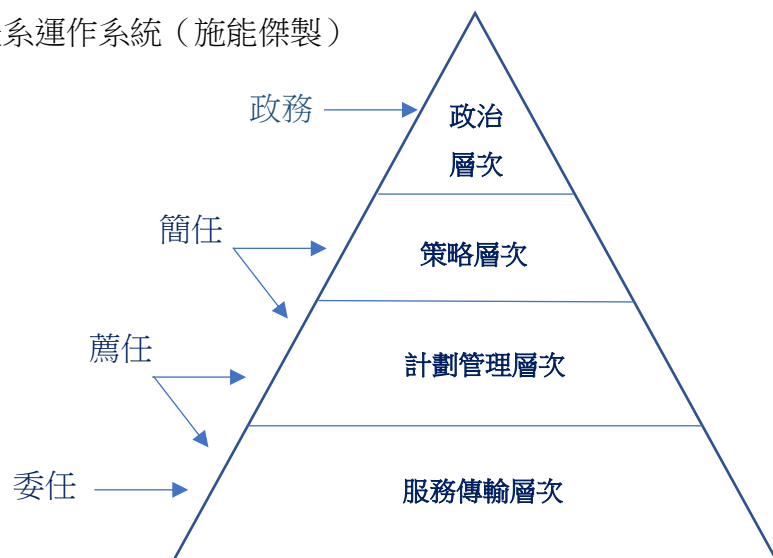 系運作系統（施能傑製）
政務
政治
層次
簡任
策略層次
薦任
計劃管理層次
委任
服務傳輸層次